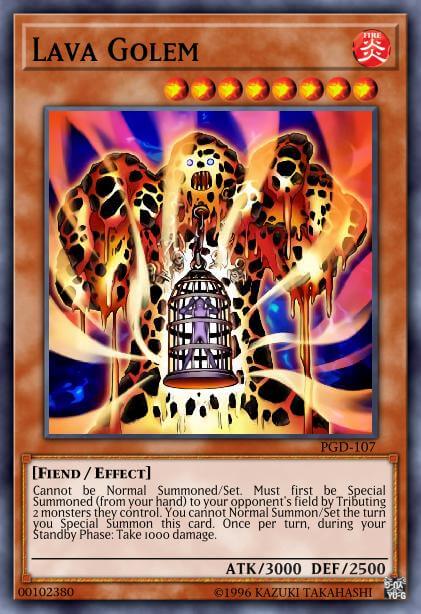 LAVA GOLEM
FIRE
炎
PGD-107
[FIEND / EFFECT]
Cannot be Normal Summoned/Set. Must first be Special
Summoned (from your hand) to your opponent's field by Tributing
2 monsters they control. You cannot Normal Summon/Set the turn
you Special Summon this card. Once per turn, during your
Standby Phase: Take 1000 damage.
ATK/3000 DEF/2500
00102380
©1996 KAZUKI TAKAHASHI